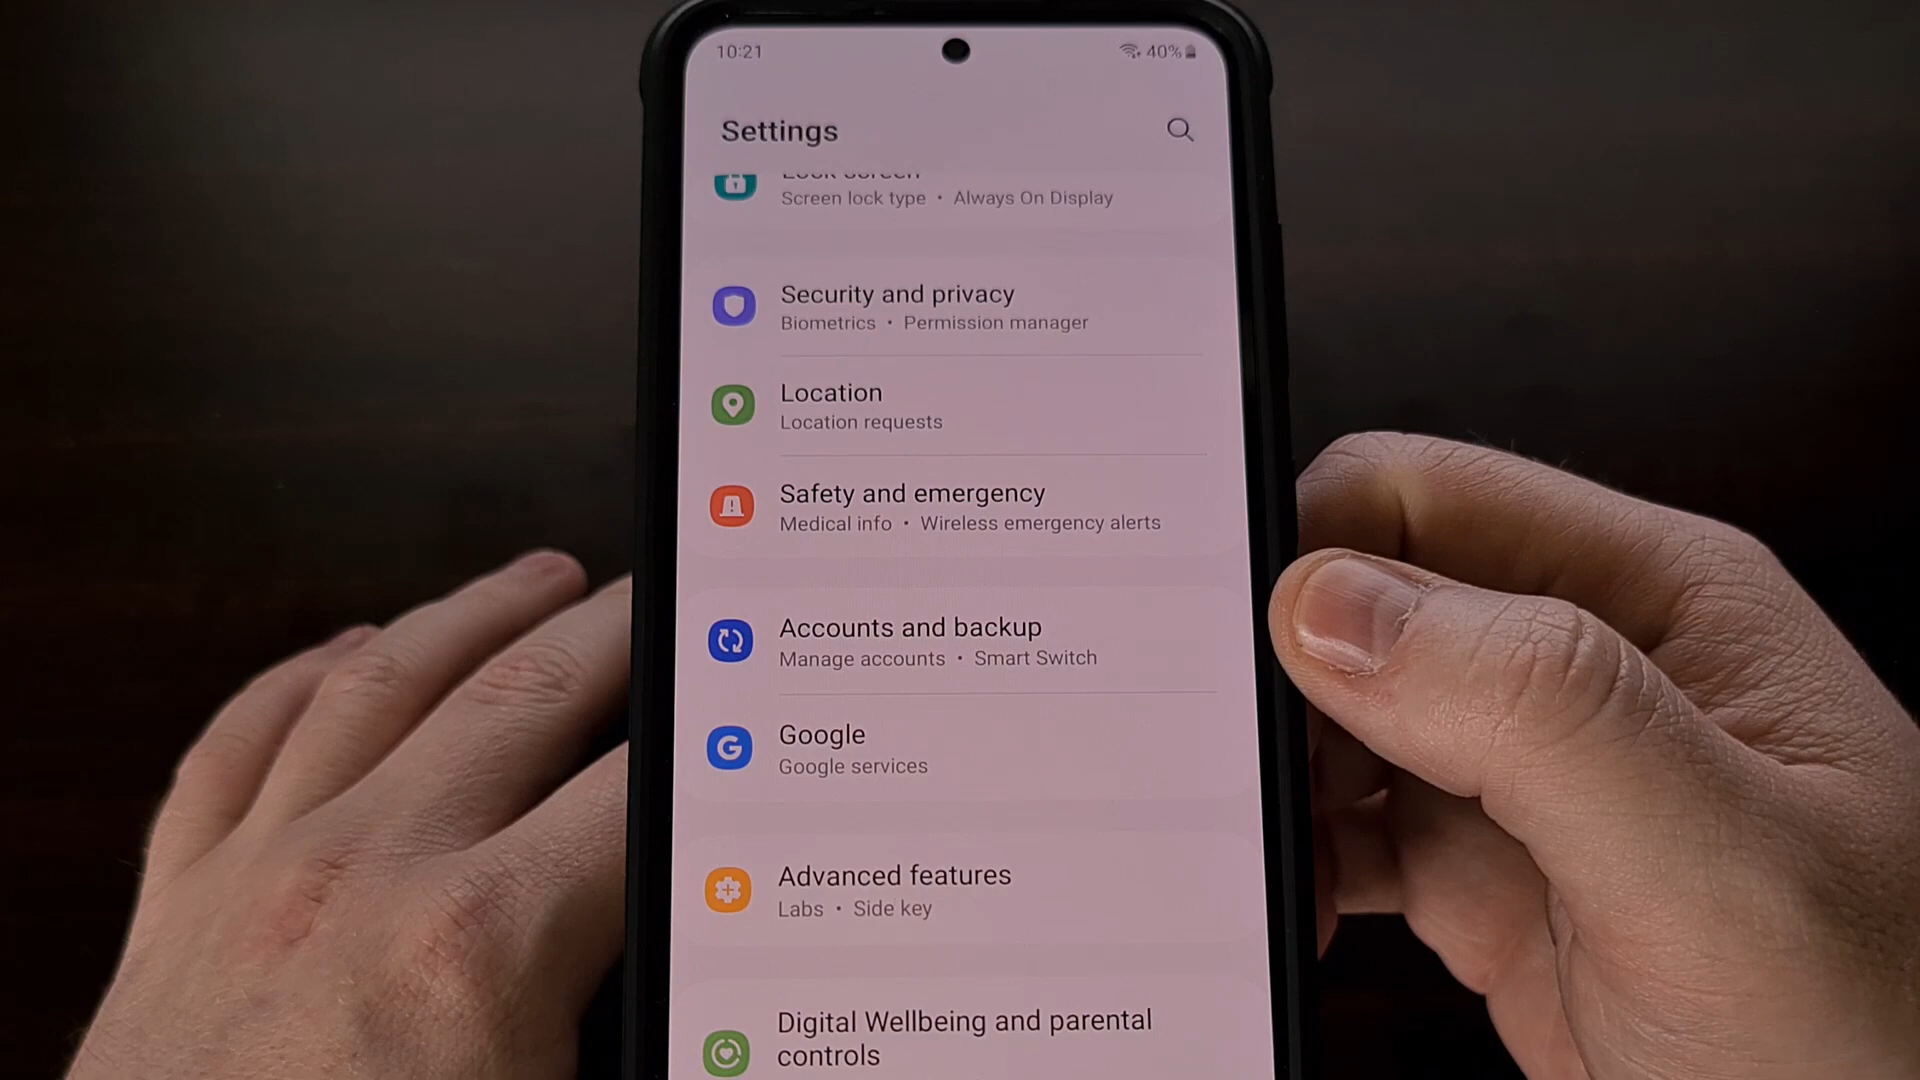 10:21
40%
Settings
Lock screen
Screen lock type • Always On Display
Security and privacy
Biometrics • Permission manager
Location
Location requests
Safety and emergency
Medical info • Wireless emergency alerts
Accounts and backup
Manage accounts • Smart Switch
G
Google
Google services
Advanced features
Labs • Side key
Digital Wellbeing and parental
controls